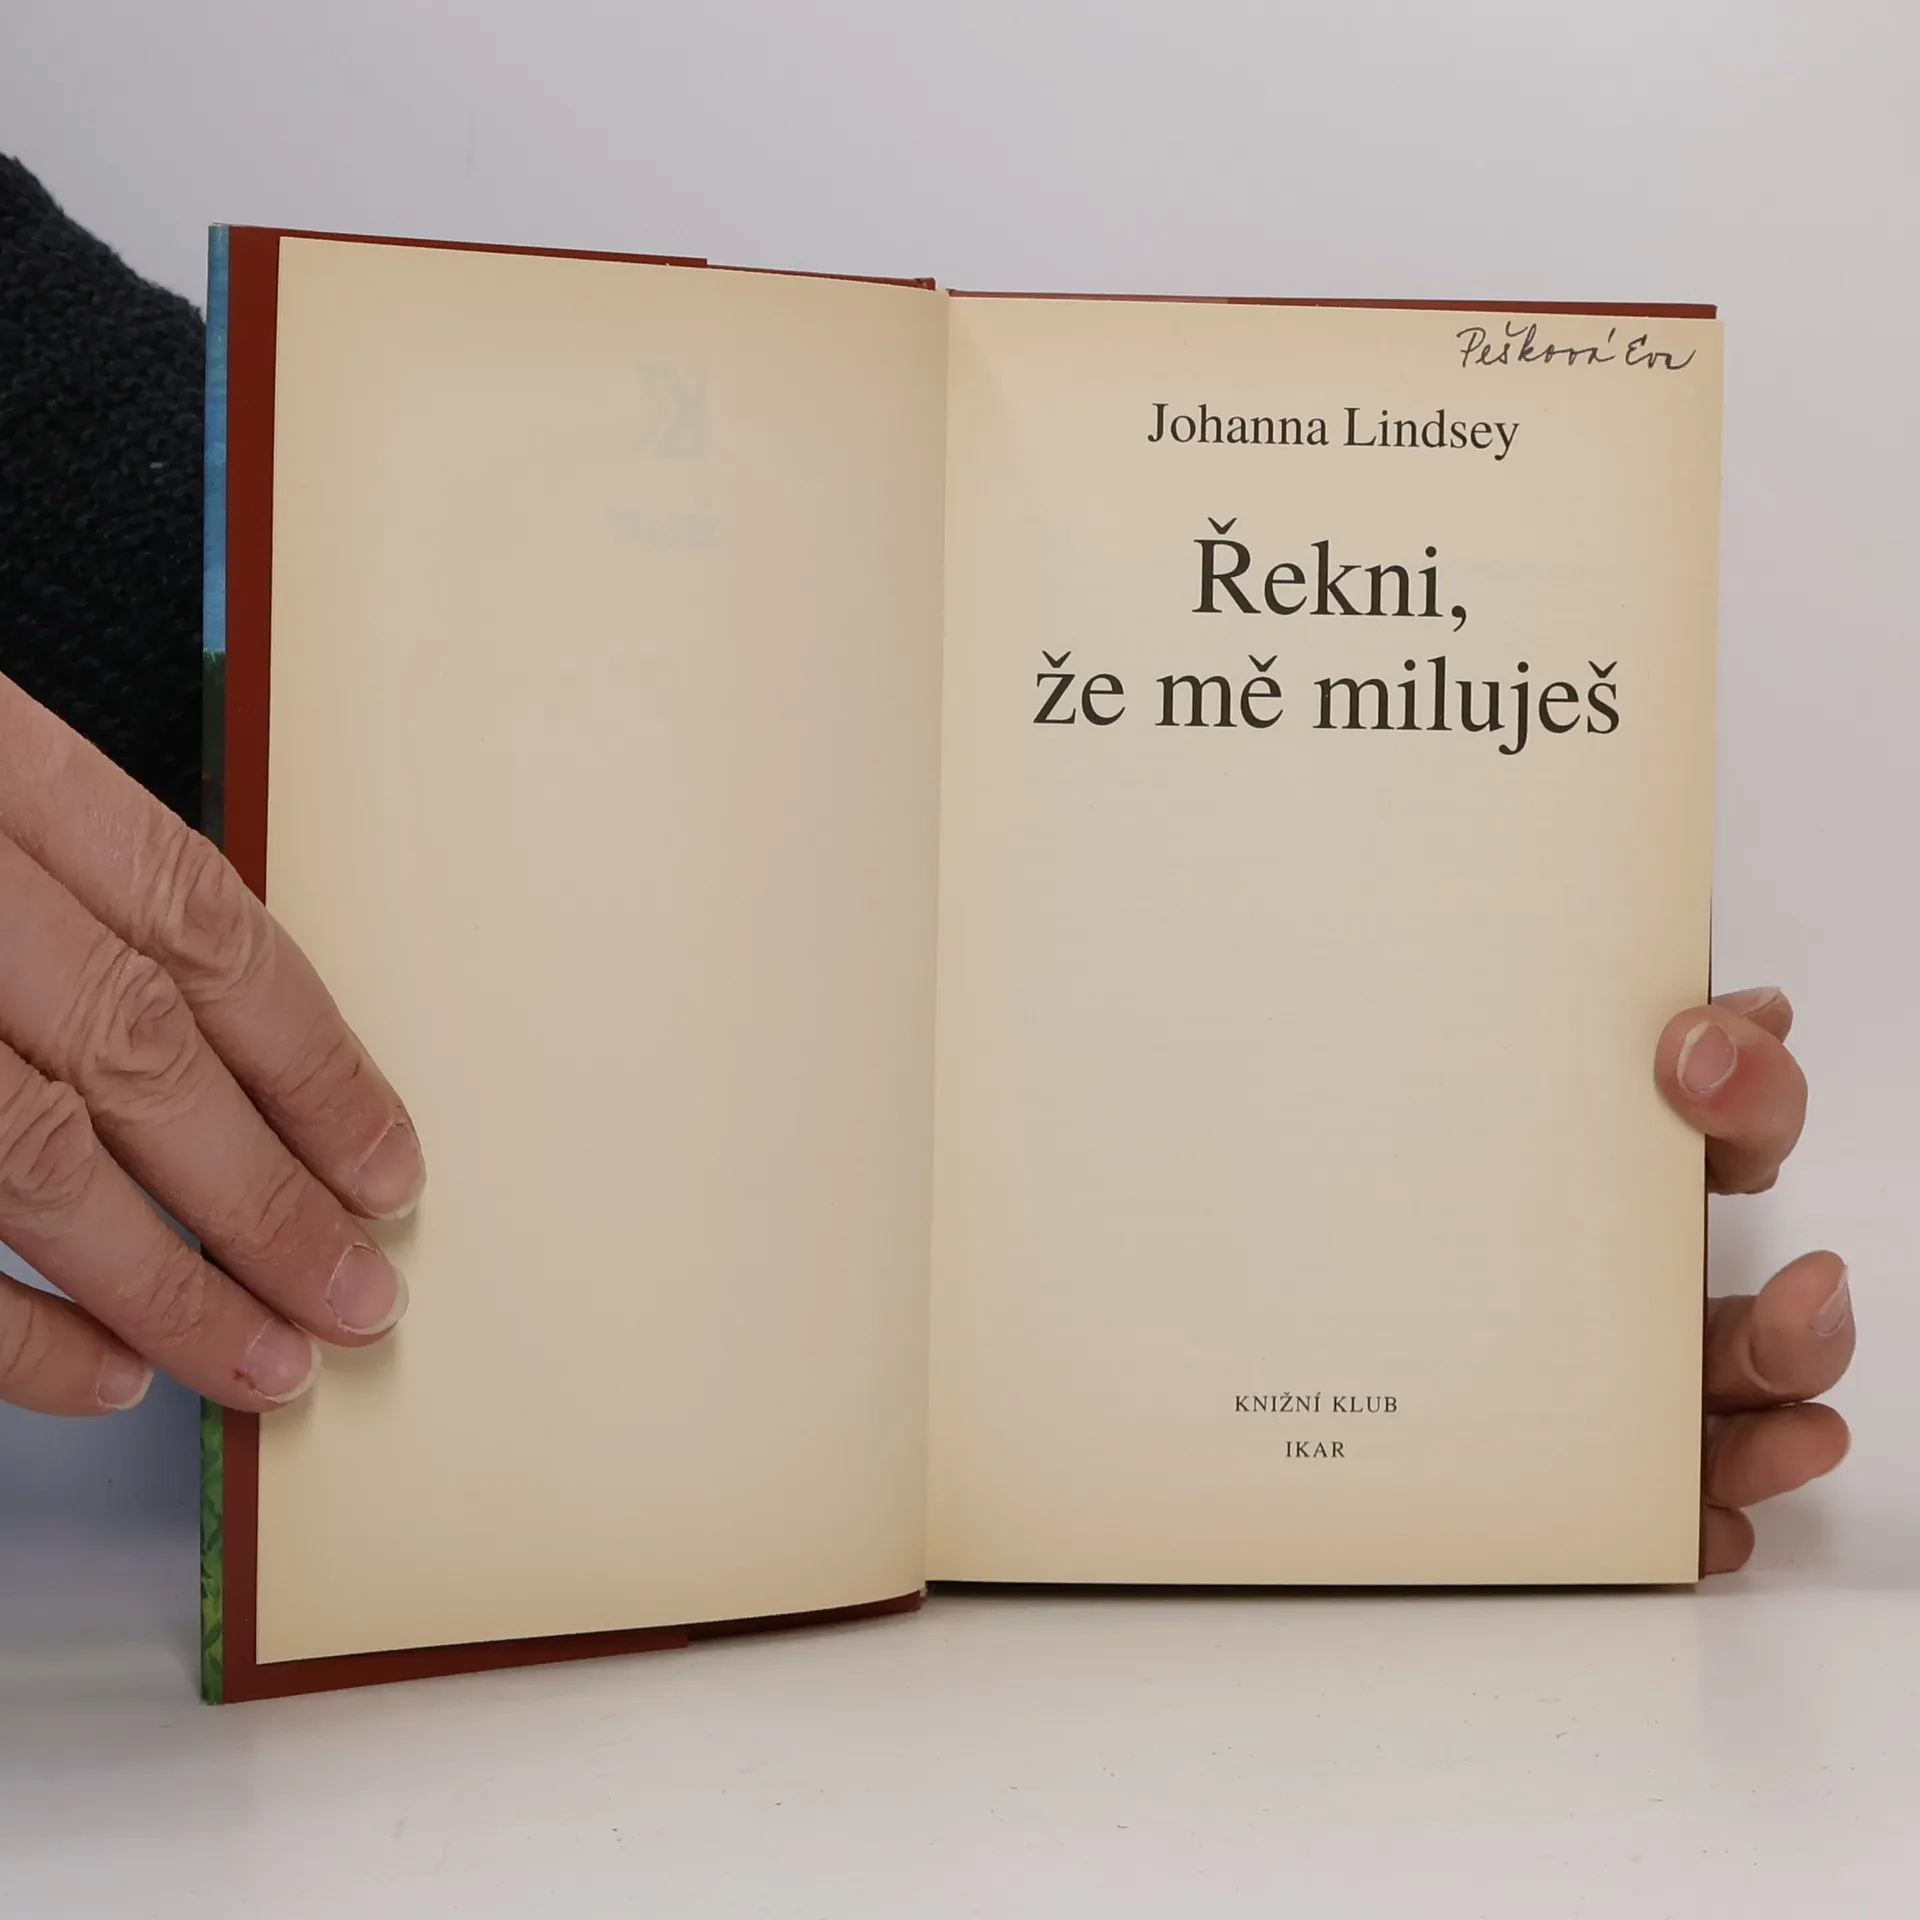 Pešková Eva
Johanna Lindsey
Řekni,
že mě miluješ
KNIŽNÍ KLUB
IKAR